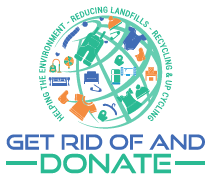 HELPING THE ENVIRONMENT - REDUCING LANDFILLS - RECYCLING & UP CYCLING
GET RID OF AND
DONATE